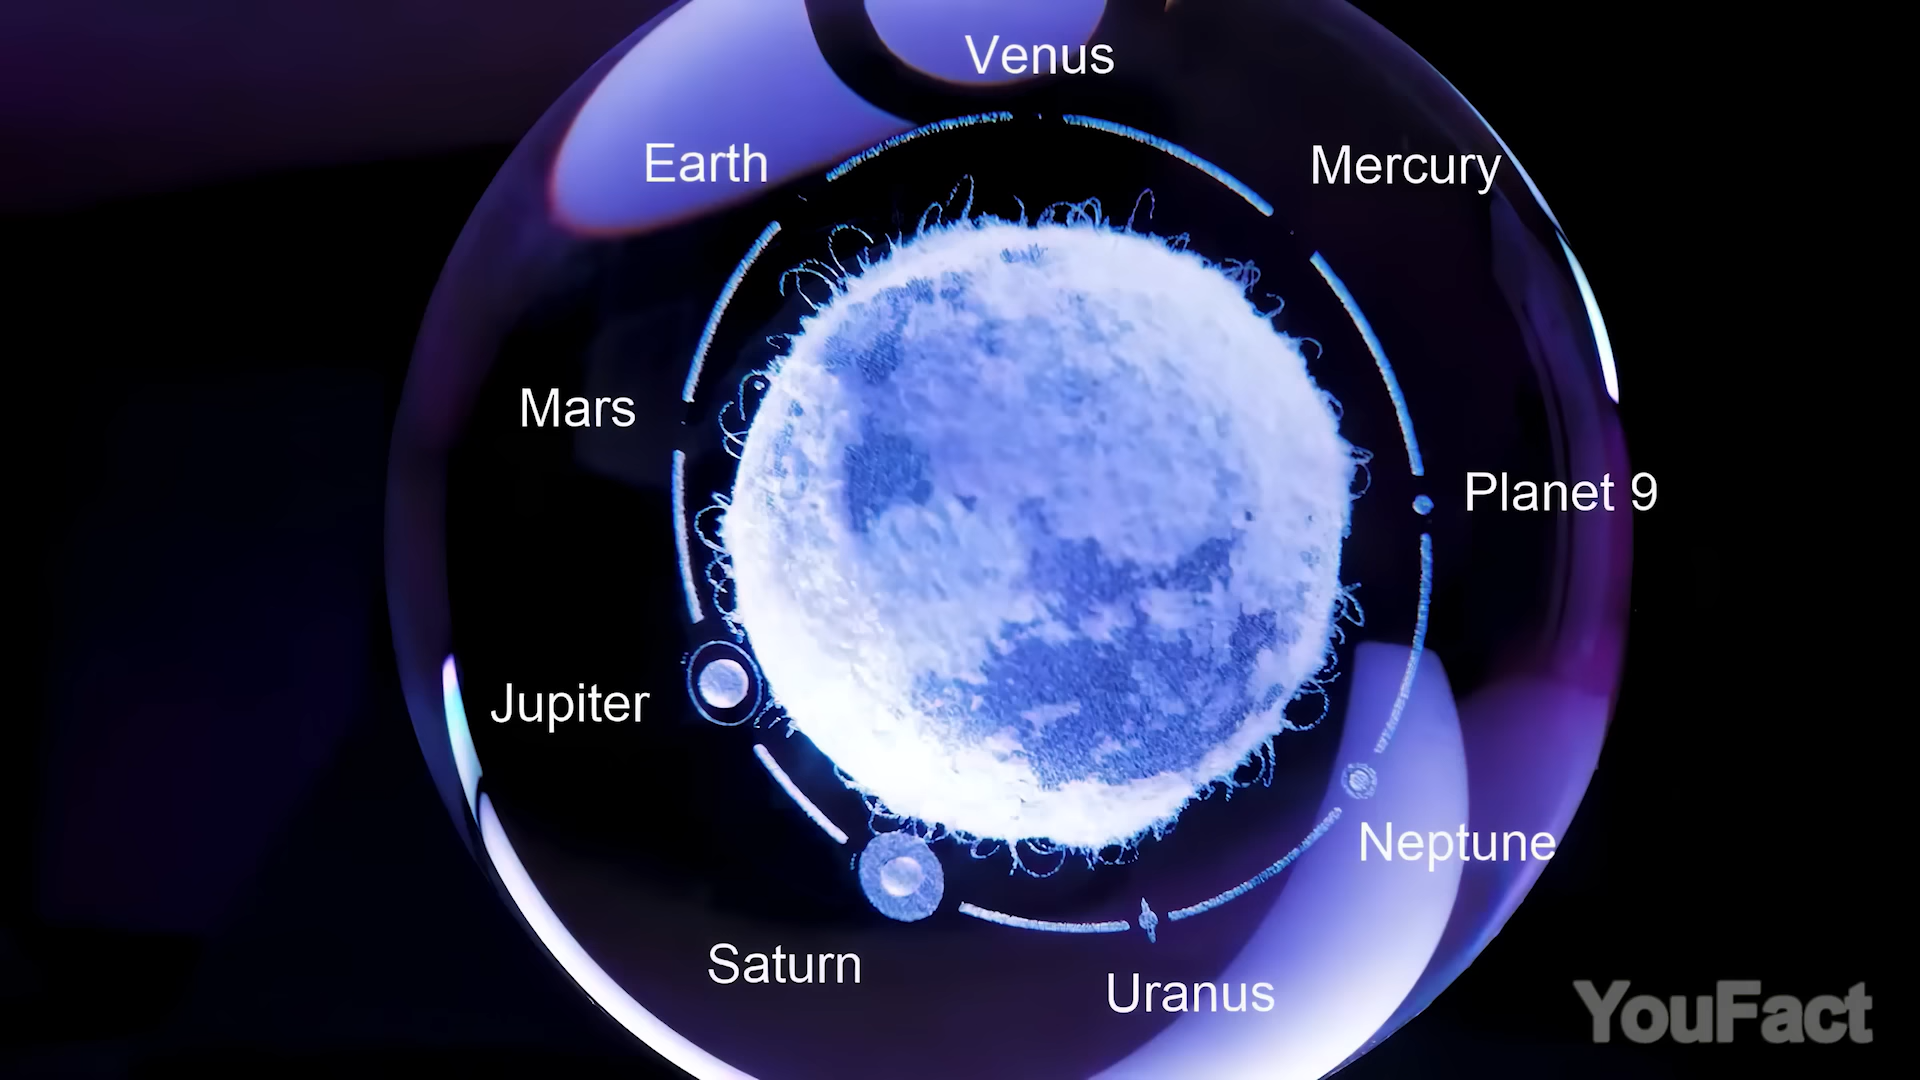 Venus
Earth
Mercury
Mars
Planet 9
Jupiter
Neptune
Saturn
Uranus
YouFact